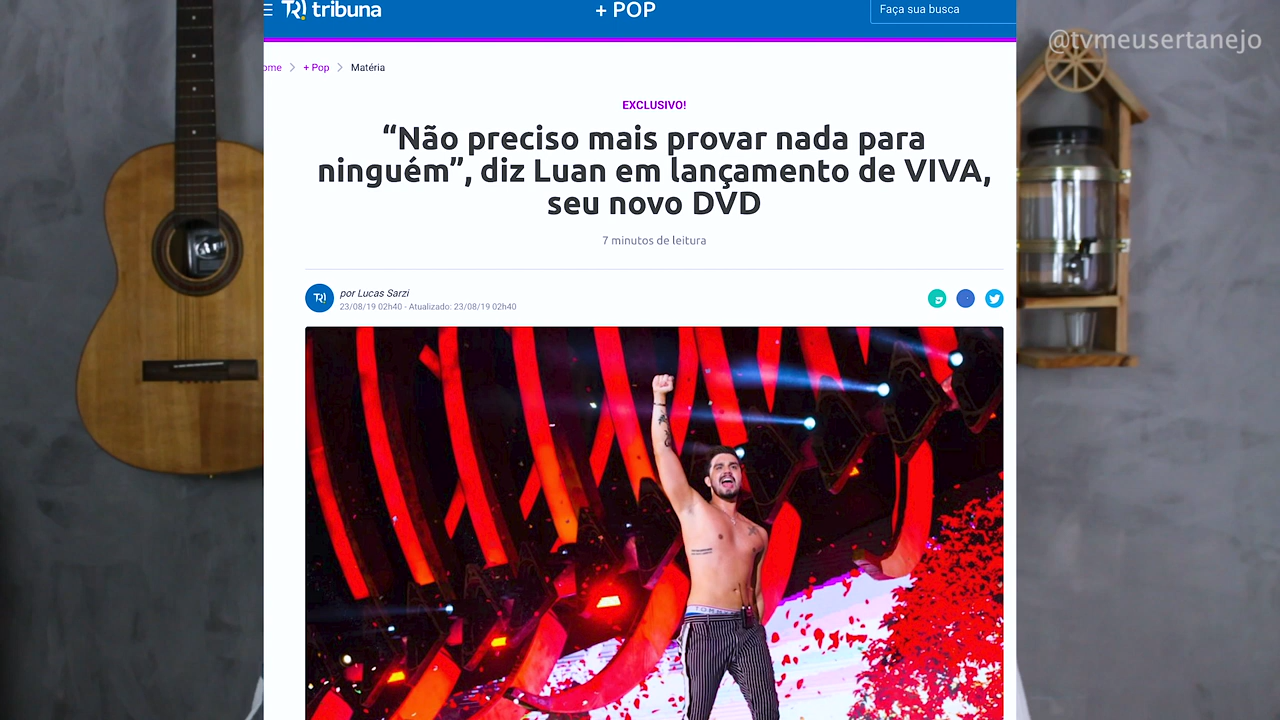 TRI tribuna
+ POP
Faça sua busca
@tvmeusertanejo
ome > + Pop > Matéria
EXCLUSIVO!
“Não preciso mais provar nada para
ninguém”, diz Luan em lançamento de VIVA,
seu novo DVD
7 minutos de leitura
TRI
por Lucas Sarzi
23/08/19 02h40 - Atualizado: 23/08/19 02h40